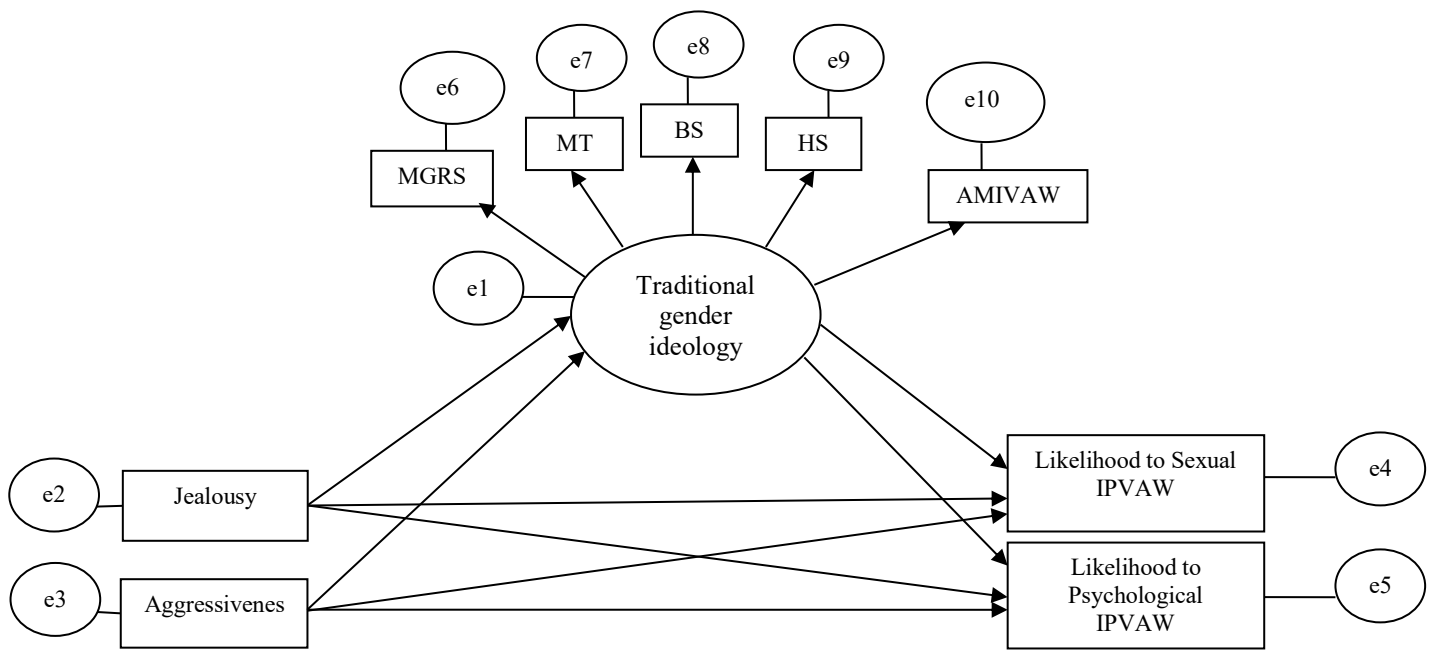 e8
e7
e9
e6
e10
BS
MT
HS
MGRS
AMIVAW
e1
Traditional
gender
ideology
Likelihood to Sexual
IPVAW
e4
e2
Jealousy
e3
Aggressivenes
Likelihood to
Psychological
IPVAW
e5